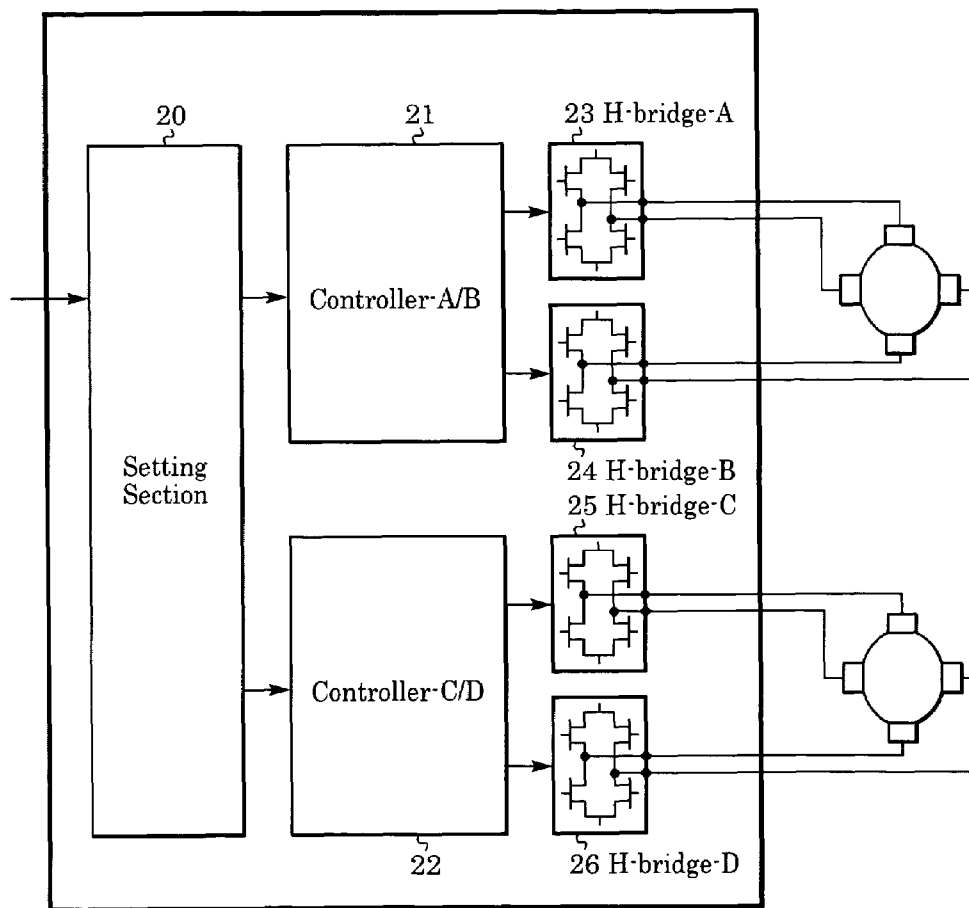 20
21
23 H-bridge-A
Controller-A/B
Setting
Section
24 H-bridge-B
25 H-bridge-C
Controller-C/D
22
26 H-bridge-D